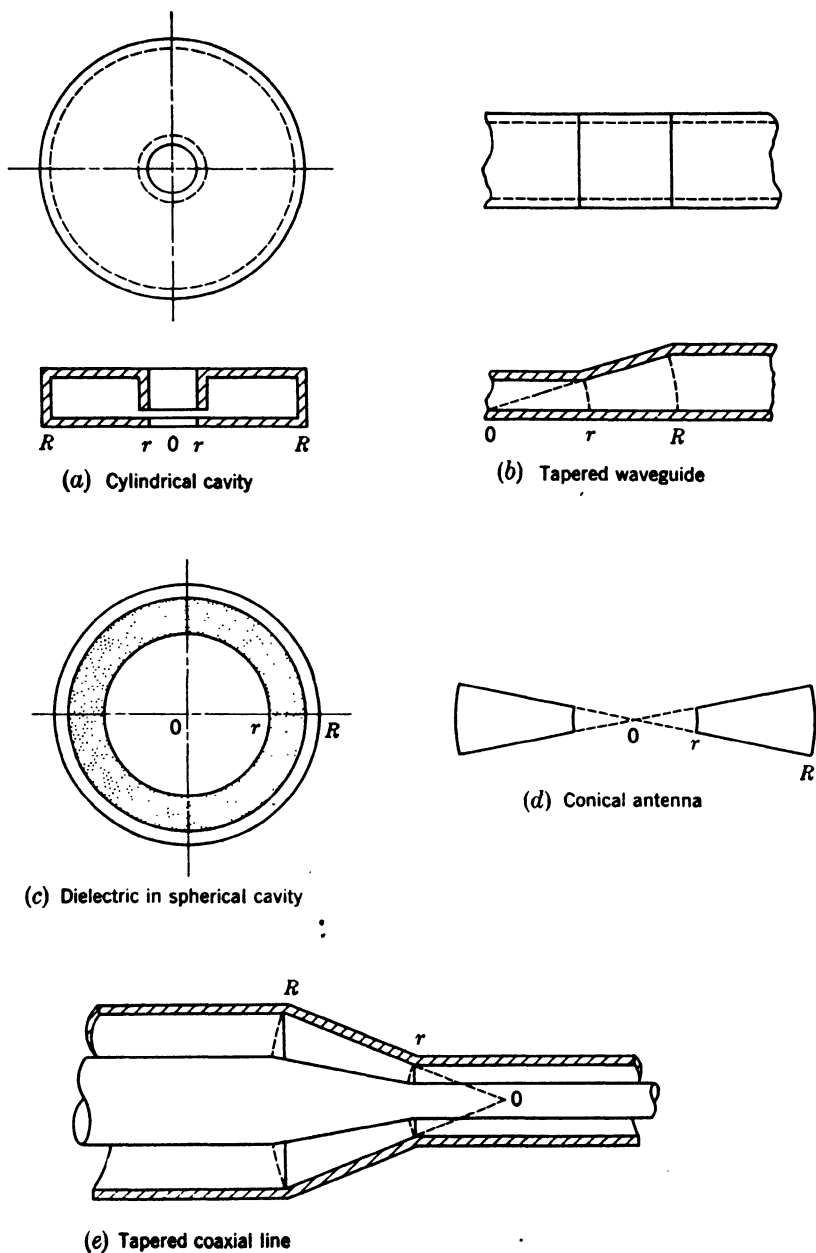 R r 0 r R
(a) Cylindrical cavity
0 r R
(b) Tapered waveguide
0 r R
(c) Dielectric in spherical cavity
0 r R
(d) Conical antenna
R
r
0
(e) Tapered coaxial line